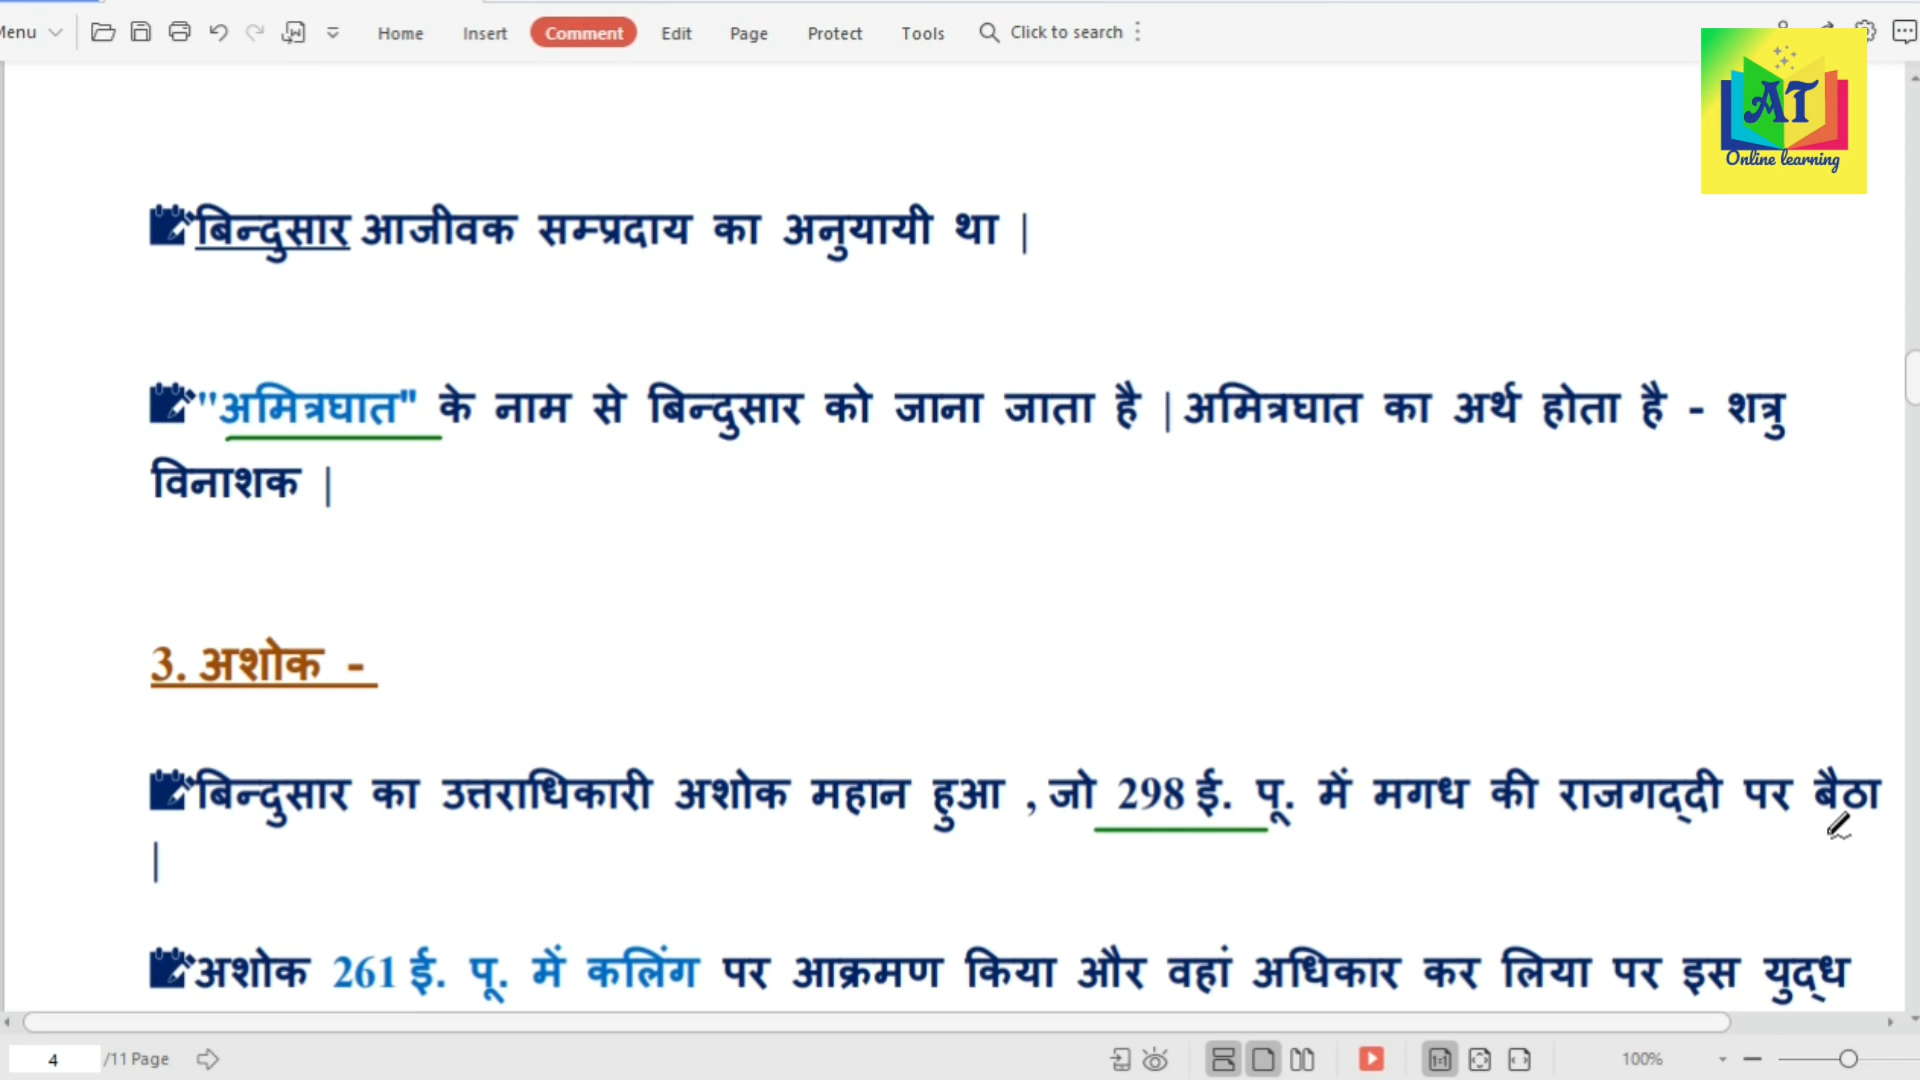 Menu Home Insert Comment Edit Page Protect Tools Click to search
AT
Online learning
बिन्दुसार आजीवक सम्प्रदाय का अनुयायी था |
"अमित्रघात" के नाम से बिन्दुसार को जाना जाता है | अमित्रघात का अर्थ होता है - शत्रु
विनाशक |
3. अशोक -
बिन्दुसार का उत्तराधिकारी अशोक महान हुआ , जो 298 ई. पू. में मगध की राजगद्दी पर बैठा
|
अशोक 261 ई. पू. में कलिंग पर आक्रमण किया और वहां अधिकार कर लिया पर इस युद्ध
4 /11 Page 100%